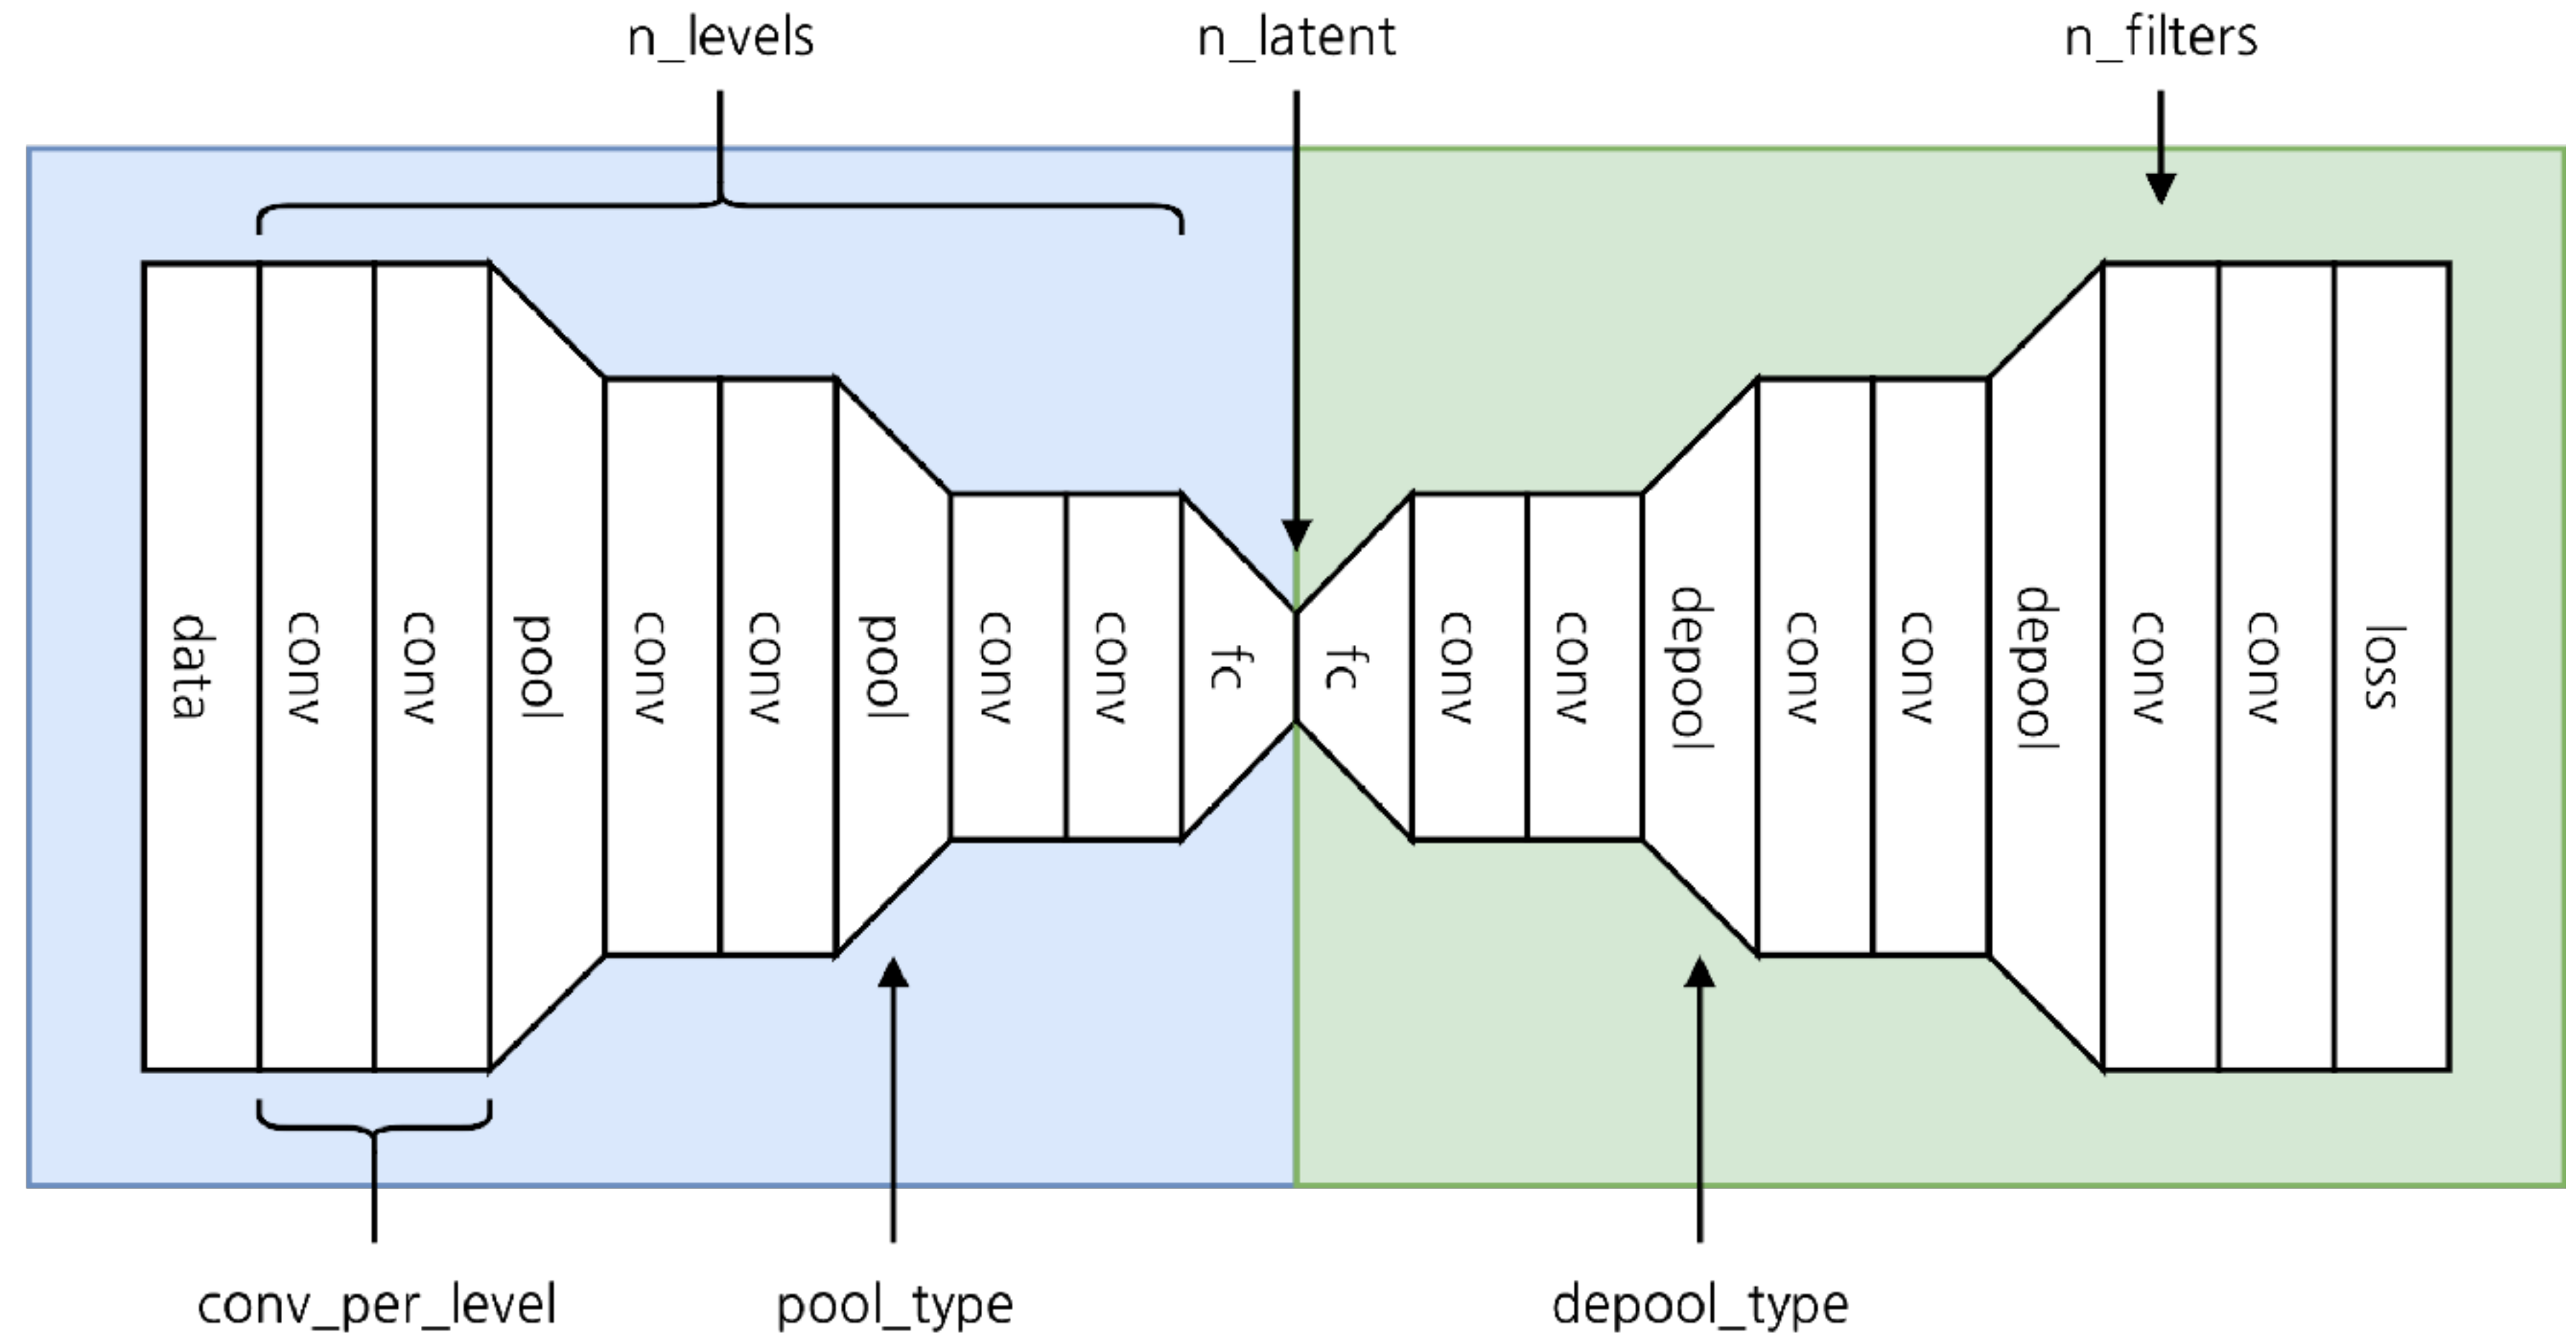 n_levels
n_latent
n_filters
data
conv
conv
pool
conv
conv
pool
conv
conv
fc
fc
conv
conv
depool
conv
conv
depool
conv
conv
loss
conv_per_level
pool_type
depool_type